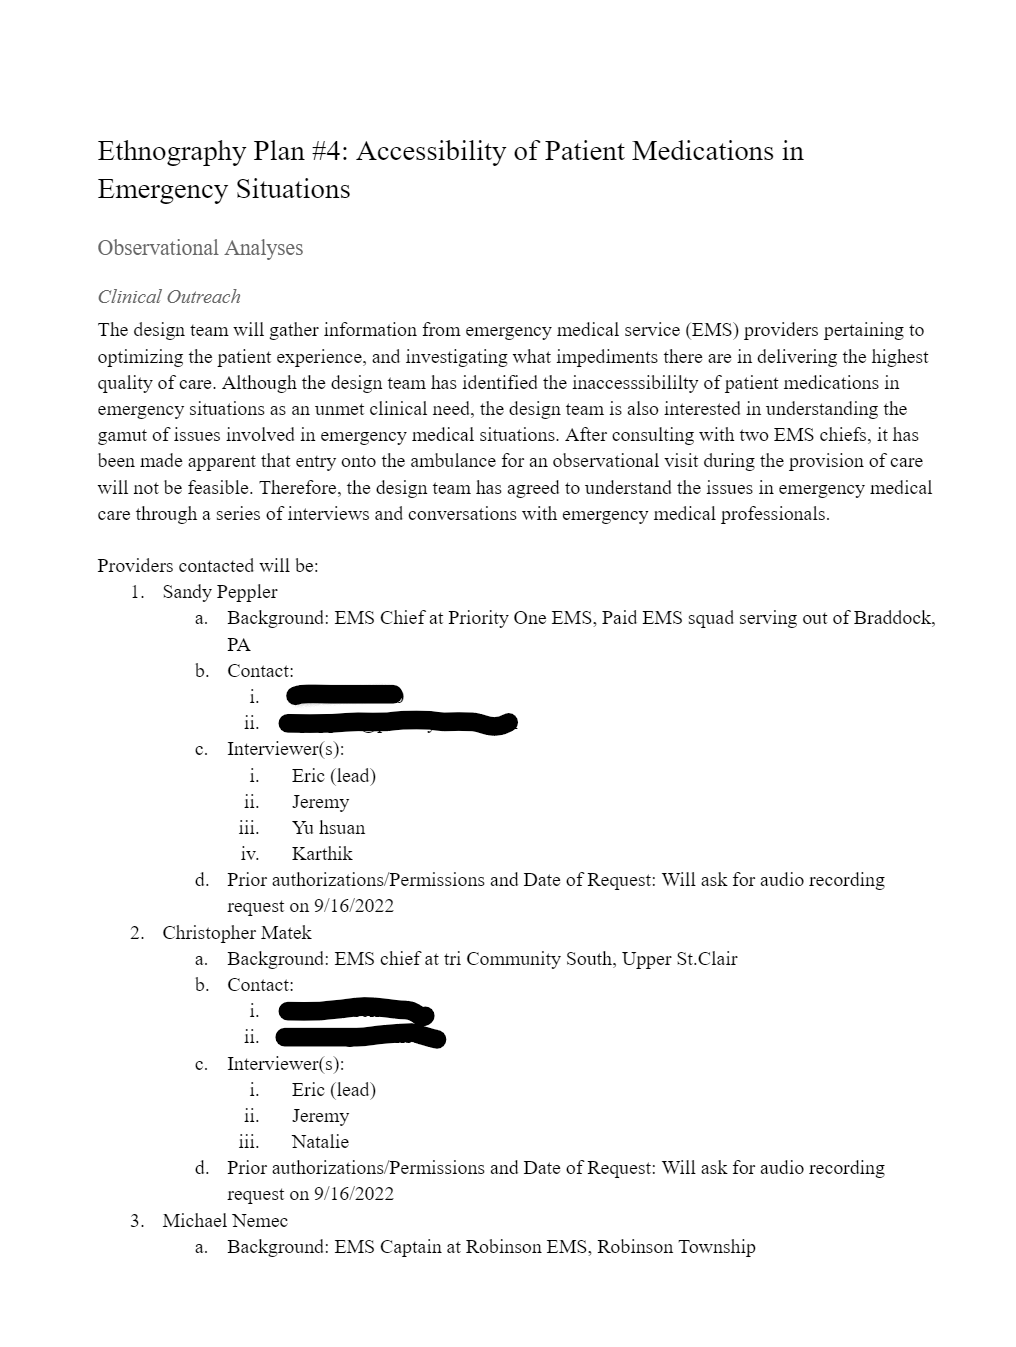 Ethnography Plan #4: Accessibility of Patient Medications in
Emergency Situations
Observational Analyses
Clinical Outreach
The design team will gather information from emergency medical service (EMS) providers pertaining to
optimizing the patient experience, and investigating what impediments there are in delivering the highest
quality of care. Although the design team has identified the inaccesssibililty of patient medications in
emergency situations as an unmet clinical need, the design team is also interested in understanding the
gamut of issues involved in emergency medical situations. After consulting with two EMS chiefs, it has
been made apparent that entry onto the ambulance for an observational visit during the provision of care
will not be feasible. Therefore, the design team has agreed to understand the issues in emergency medical
care through a series of interviews and conversations with emergency medical professionals.
Providers contacted will be:
1. Sandy Peppler
a. Background: EMS Chief at Priority One EMS, Paid EMS squad serving out of Braddock,
PA
b. Contact:
i.
ii.
c. Interviewer(s):
i. Eric (lead)
ii. Jeremy
iii. Yu hsuan
iv. Karthik
d. Prior authorizations/Permissions and Date of Request: Will ask for audio recording
request on 9/16/2022
2. Christopher Matek
a. Background: EMS chief at tri Community South, Upper St.Clair
b. Contact:
i.
ii.
c. Interviewer(s):
i. Eric (lead)
ii. Jeremy
iii. Natalie
d. Prior authorizations/Permissions and Date of Request: Will ask for audio recording
request on 9/16/2022
3. Michael Nemec
a. Background: EMS Captain at Robinson EMS, Robinson Township